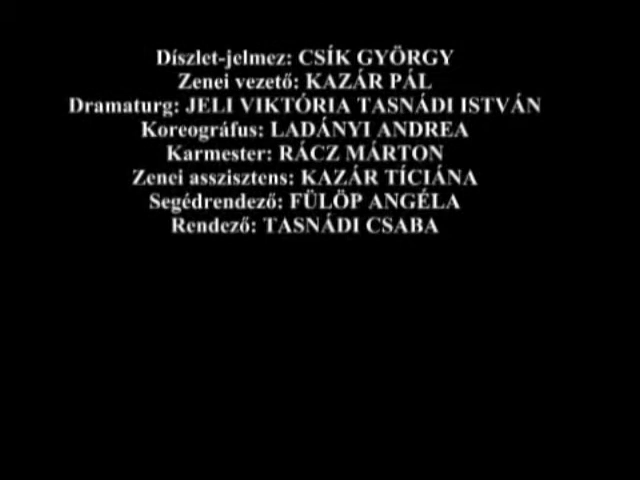 Díszlet-jelmez: CSÍK GYÖRGY
Zenei vezető: KAZÁR PÁL
Dramaturg: JELI VIKTÓRIA TASNÁDI ISTVÁN
Koreográfus: LADÁNYI ANDREA
Karmester: RÁCZ MÁRTON
Zenei asszisztens: KAZÁR TÍCIÁNA
Segédrendező: FÜLÖP ANGÉLA
Rendező: TASNÁDI CSABA